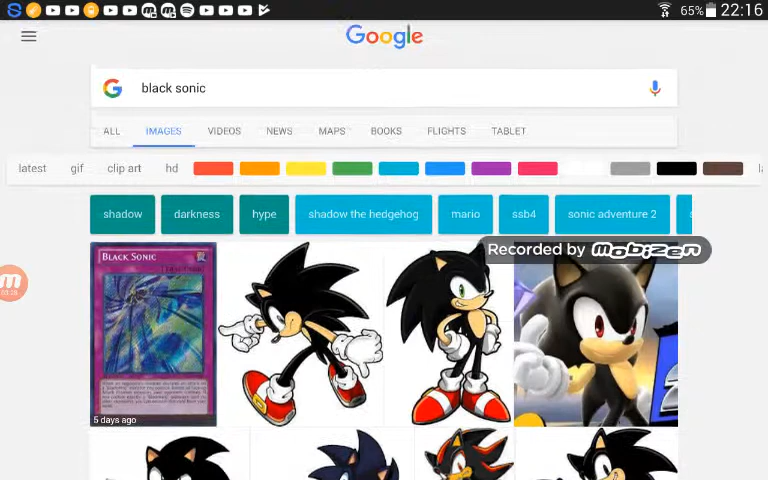 65% 22:16
Google
black sonic
ALL IMAGES VIDEOS NEWS MAPS BOOKS FLIGHTS TABLET
latest gif clip art hd
shadow darkness hype shadow the hedgehog mario ssb4 sonic adventure 2
Recorded by mobizen
BLACK SONIC
5 days ago